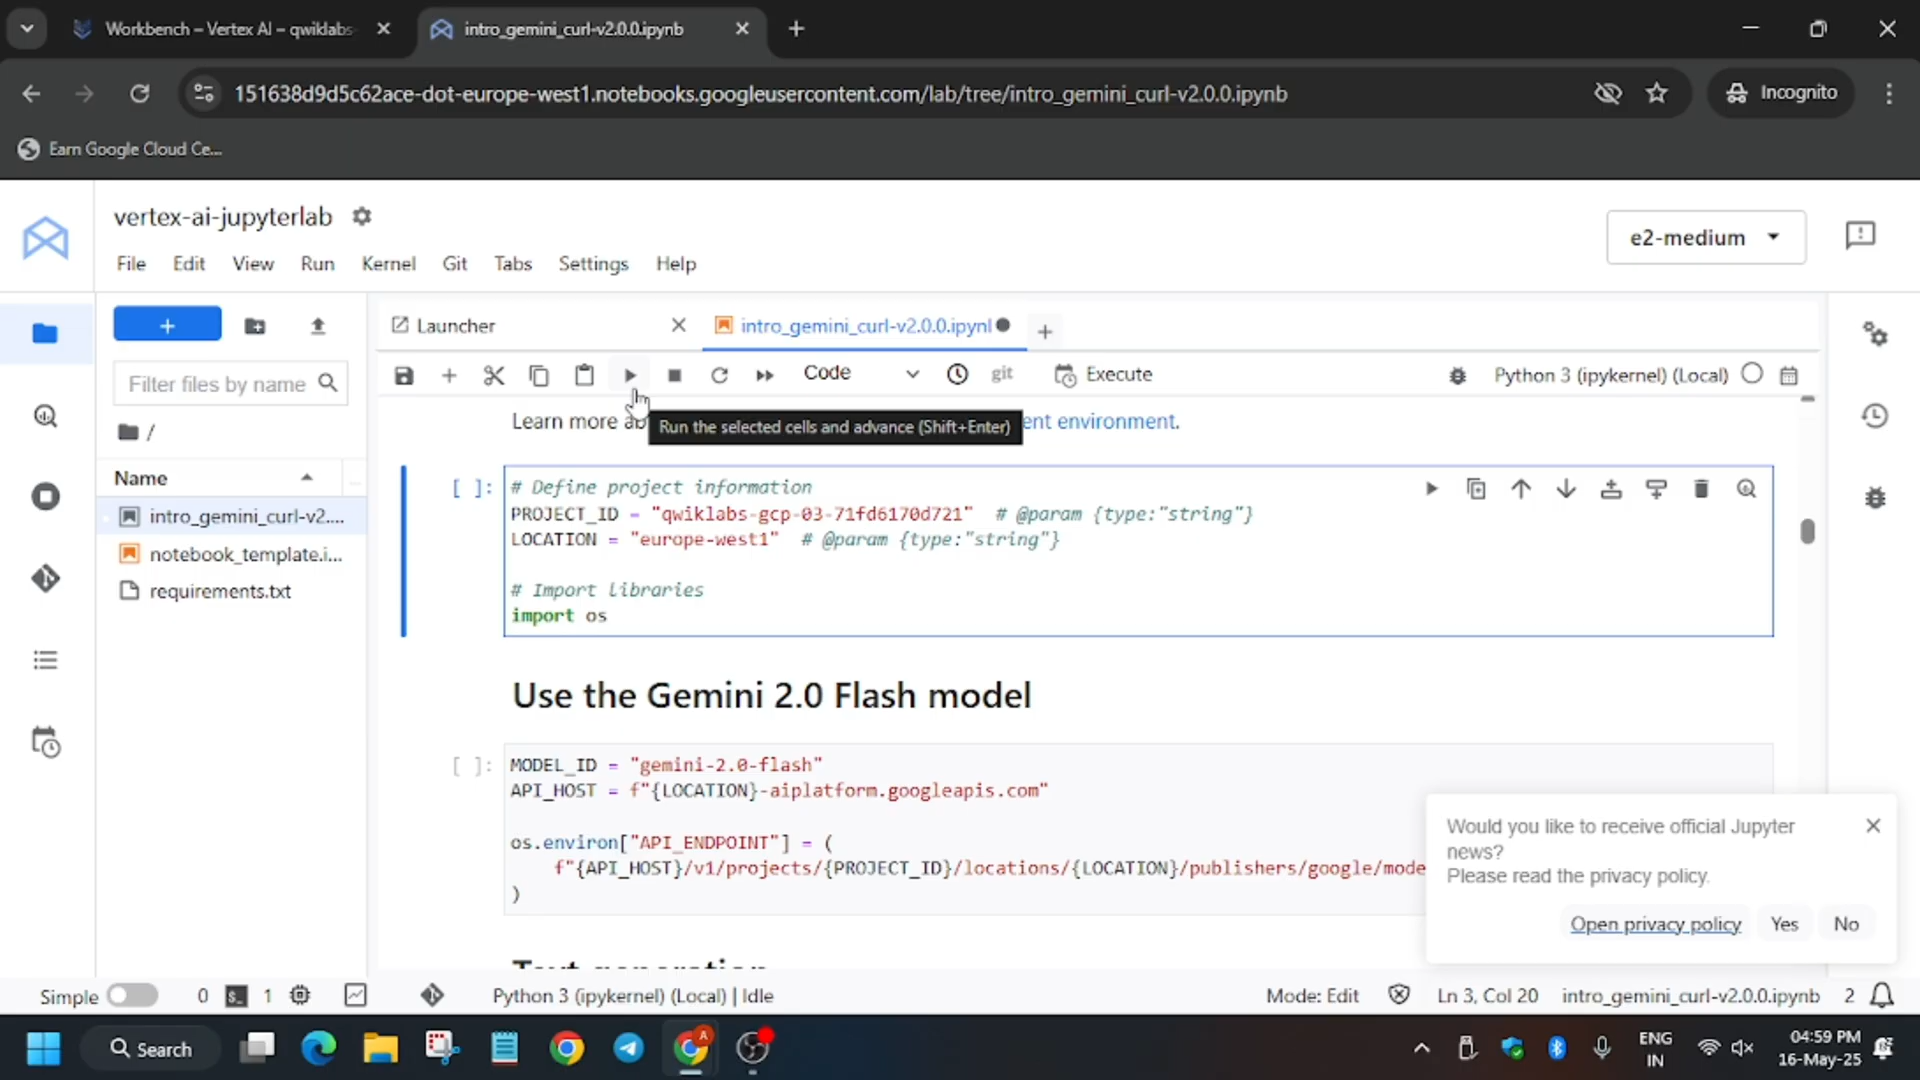 Workbench – Vertex AI – qwiklabs-
intro_gemini_curl-v2.0.0.ipynb
151638d9d5c62ace-dot-europe-west1.notebooks.googleusercontent.com/lab/tree/intro_gemini_curl-v2.0.0.ipynb
Incognito
Earn Google Cloud Ce...
vertex-ai-jupyterlab
e2-medium
File Edit View Run Kernel Git Tabs Settings Help
Launcher
intro_gemini_curl-v2.0.0.ipynl
Filter files by name
Code
git
Execute
Python 3 (ipykernel) (Local)
/
Learn more ab
ent environment.
Run the selected cells and advance (Shift+Enter)
Name
intro_gemini_curl-v2....
notebook_template.i...
requirements.txt
[ ]: # Define project information
PROJECT_ID = "qwiklabs-gcp-03-71fd6170d721" # @param {type:"string"}
LOCATION = "europe-west1" # @param {type:"string"}
# Import libraries
import os
Use the Gemini 2.0 Flash model
[ ]: MODEL_ID = "gemini-2.0-flash"
API_HOST = f"{LOCATION}-aiplatform.googleapis.com"
os.environ["API_ENDPOINT"] = (
f"{API_HOST}/v1/projects/{PROJECT_ID}/locations/{LOCATION}/publishers/google/mode
)
Text generation
Would you like to receive official Jupyter
news?
Please read the privacy policy.
Open privacy policy Yes No
Simple 0 1 Python 3 (ipykernel) (Local) | Idle Mode: Edit Ln 3, Col 20 intro_gemini_curl-v2.0.0.ipynb 2
Search
A
ENG
IN
04:59 PM
16-May-25